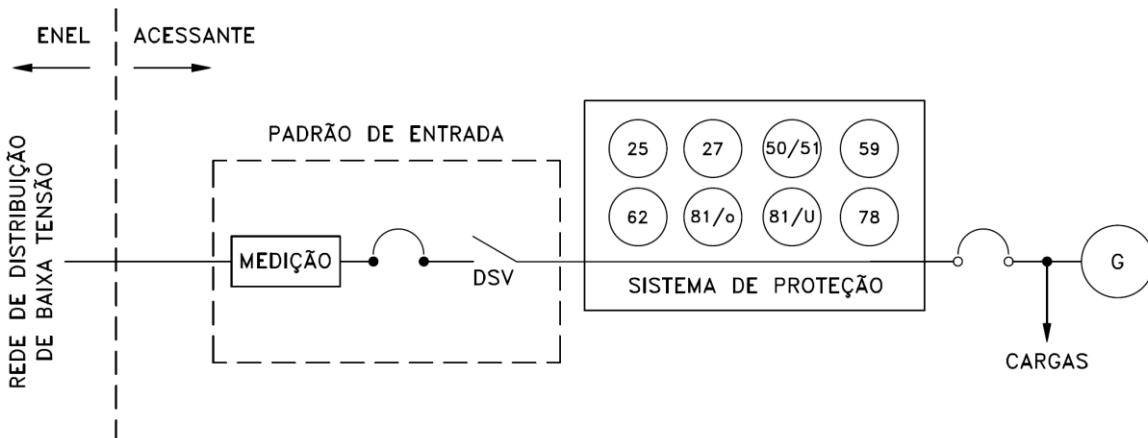 ENEL
ACESSANTE
REDE DE DISTRIBUIÇÃO
DE BAIXA TENSÃO
PADRÃO DE ENTRADA
MEDIÇÃO
DSV
25
27
50/51
59
62
81/o
81/U
78
SISTEMA DE PROTEÇÃO
G
CARGAS